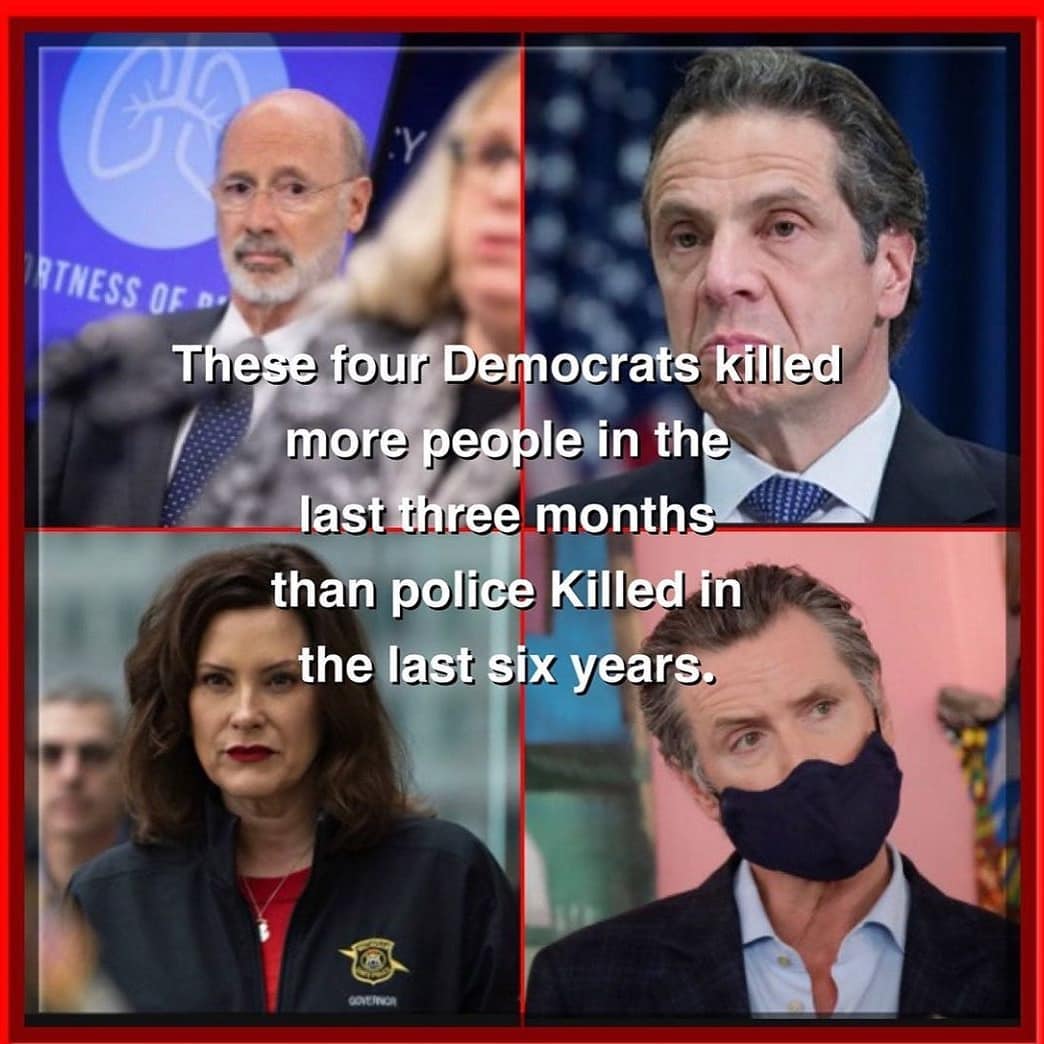 RTNESS OF
These four Democrats killed
more people in the
last three months
than police Killed in
the last six years.
GOVERNOR